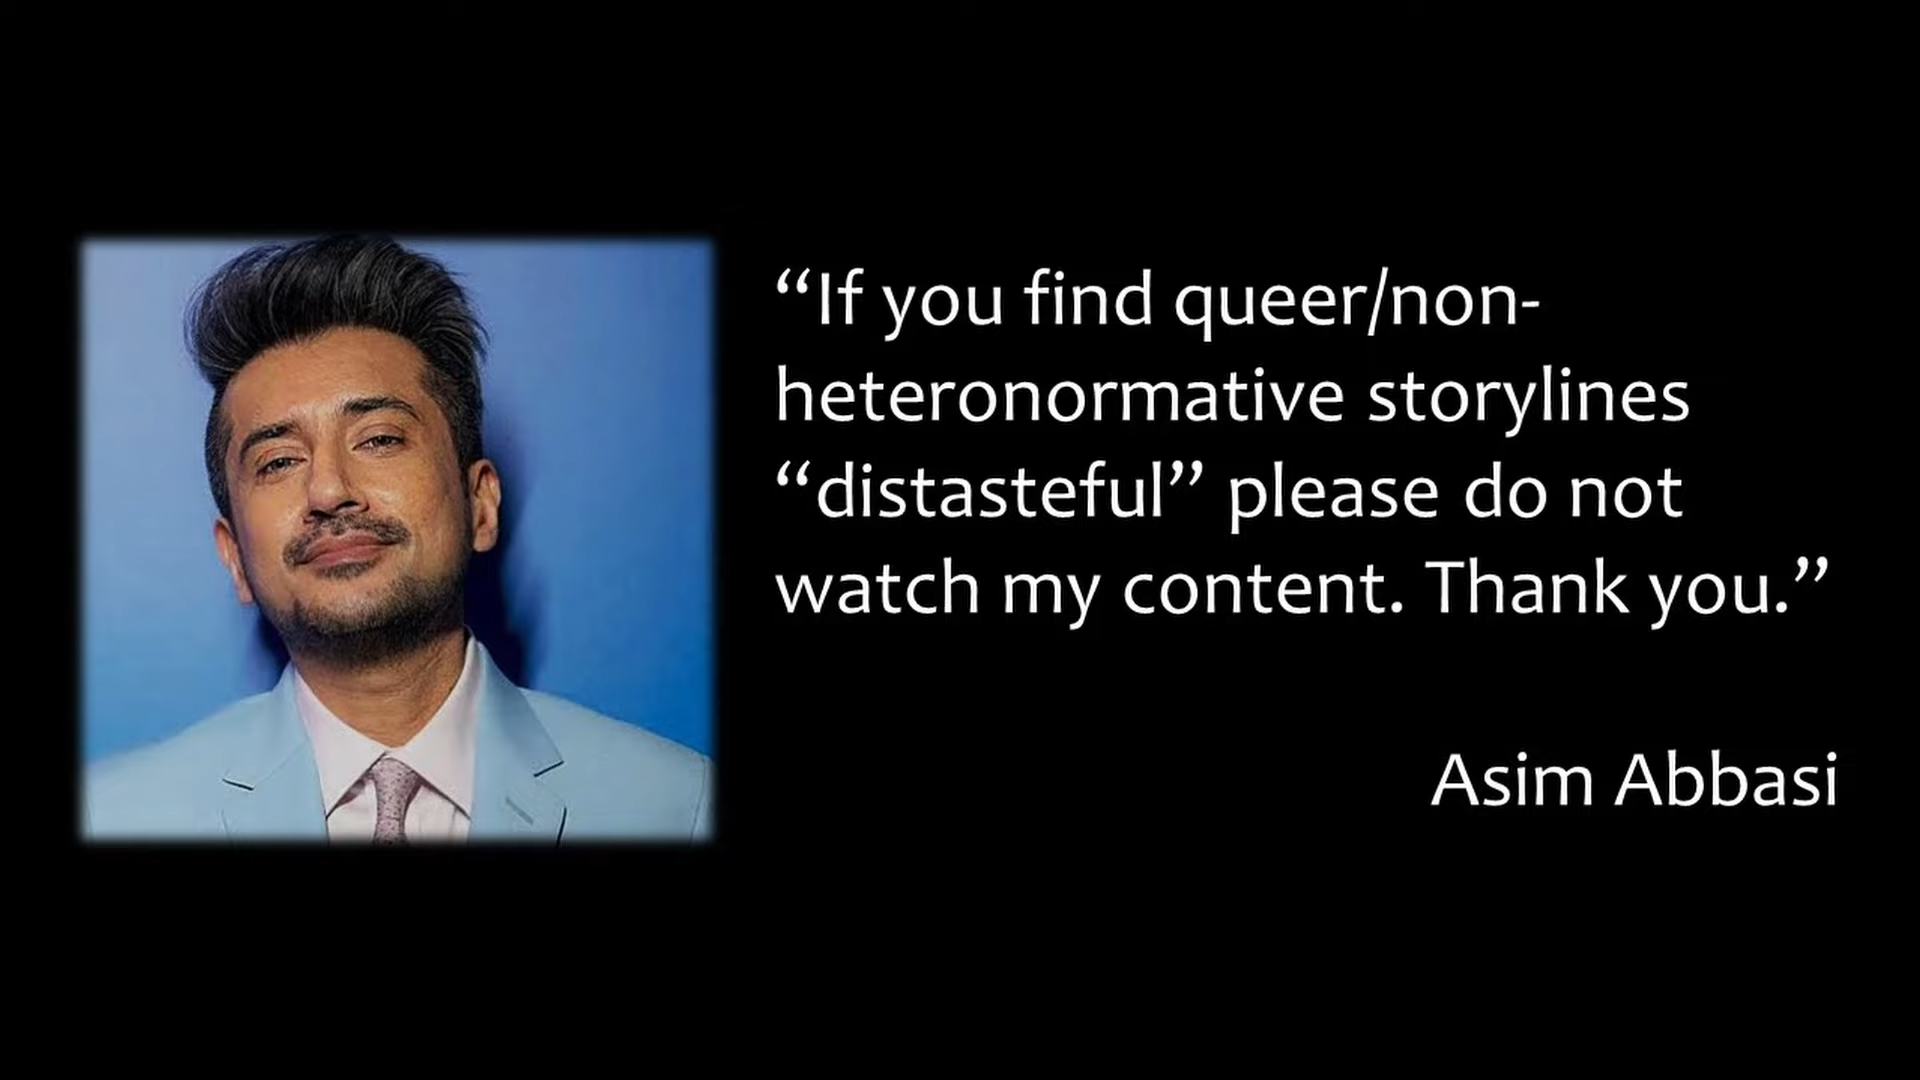 “If you find queer/non-
heteronormative storylines
“distasteful” please do not
watch my content. Thank you.”
Asim Abbasi